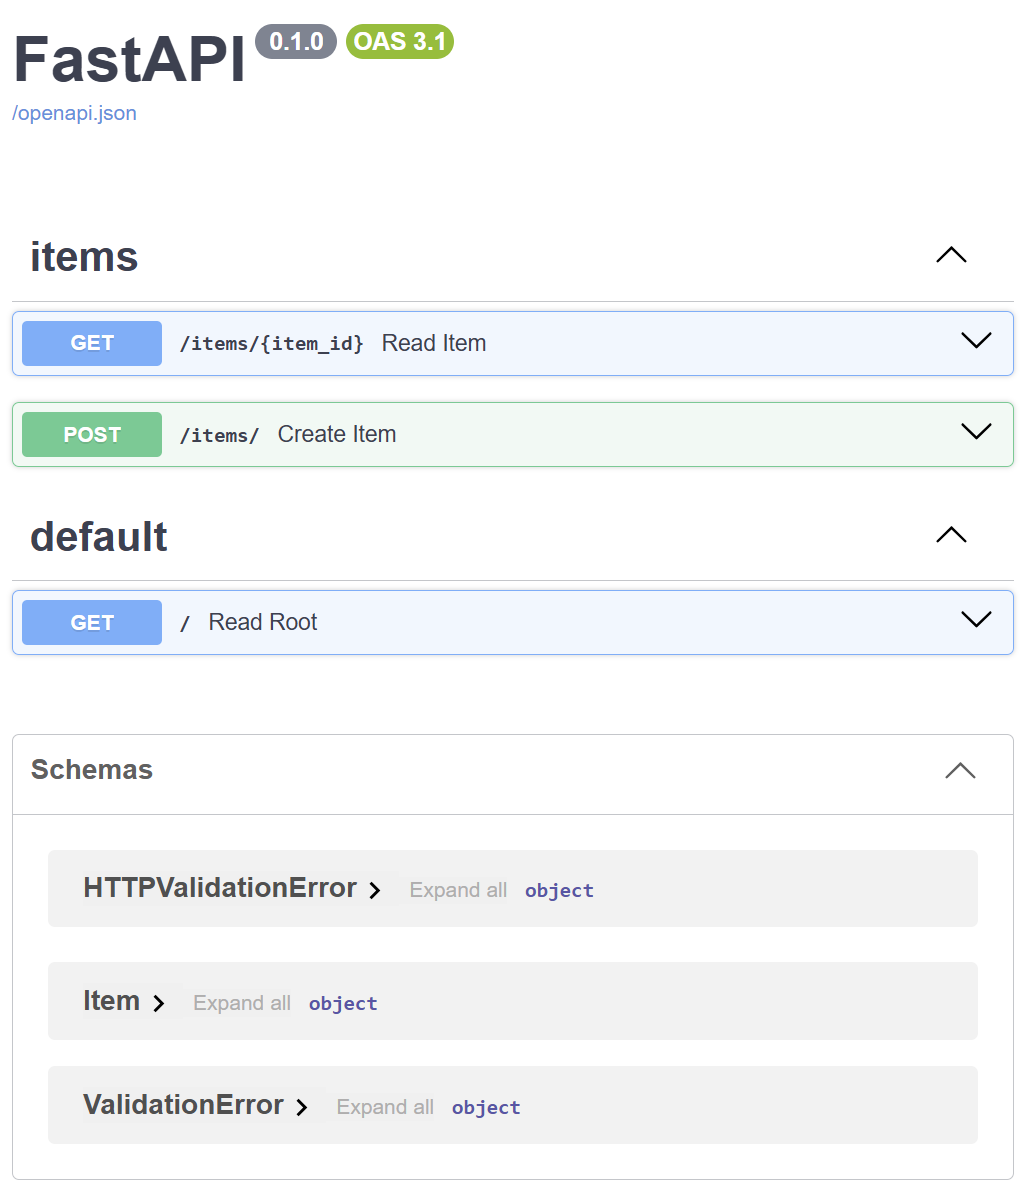 FastAPI 0.1.0 OAS 3.1
/openapi.json
items
GET /items/{item_id} Read Item
POST /items/ Create Item
default
GET / Read Root
Schemas
HTTPValidationError Expand all object
Item Expand all object
ValidationError Expand all object